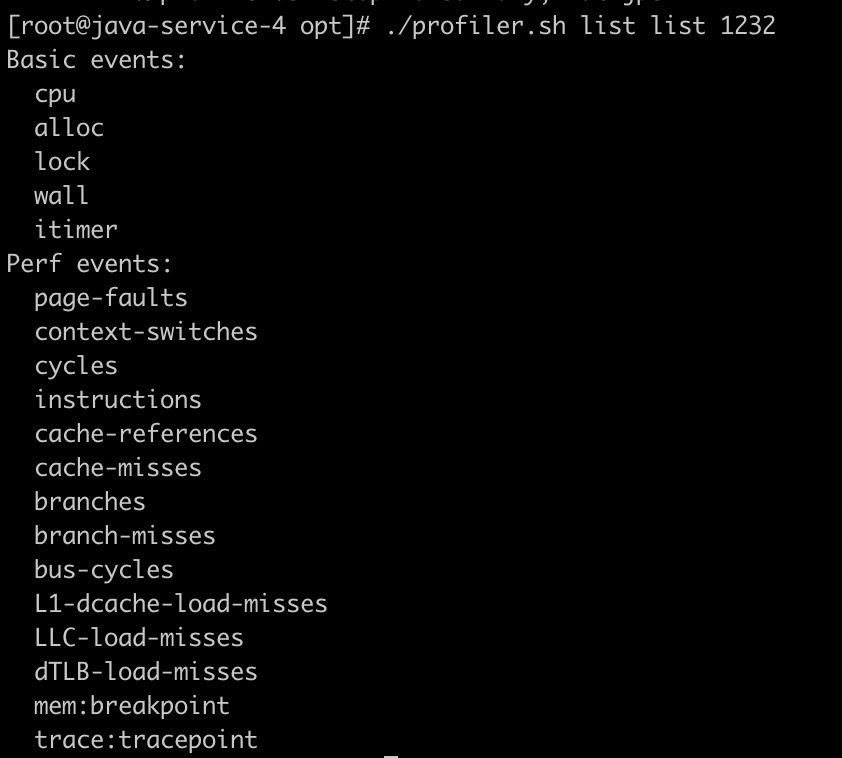 [root@java-service-4 opt]# ./profiler.sh list list 1232
Basic events:
  cpu
  alloc
  lock
  wall
  itimer
Perf events:
  page-faults
  context-switches
  cycles
  instructions
  cache-references
  cache-misses
  branches
  branch-misses
  bus-cycles
  L1-dcache-load-misses
  LLC-load-misses
  dTLB-load-misses
  mem:breakpoint
  trace:tracepoint